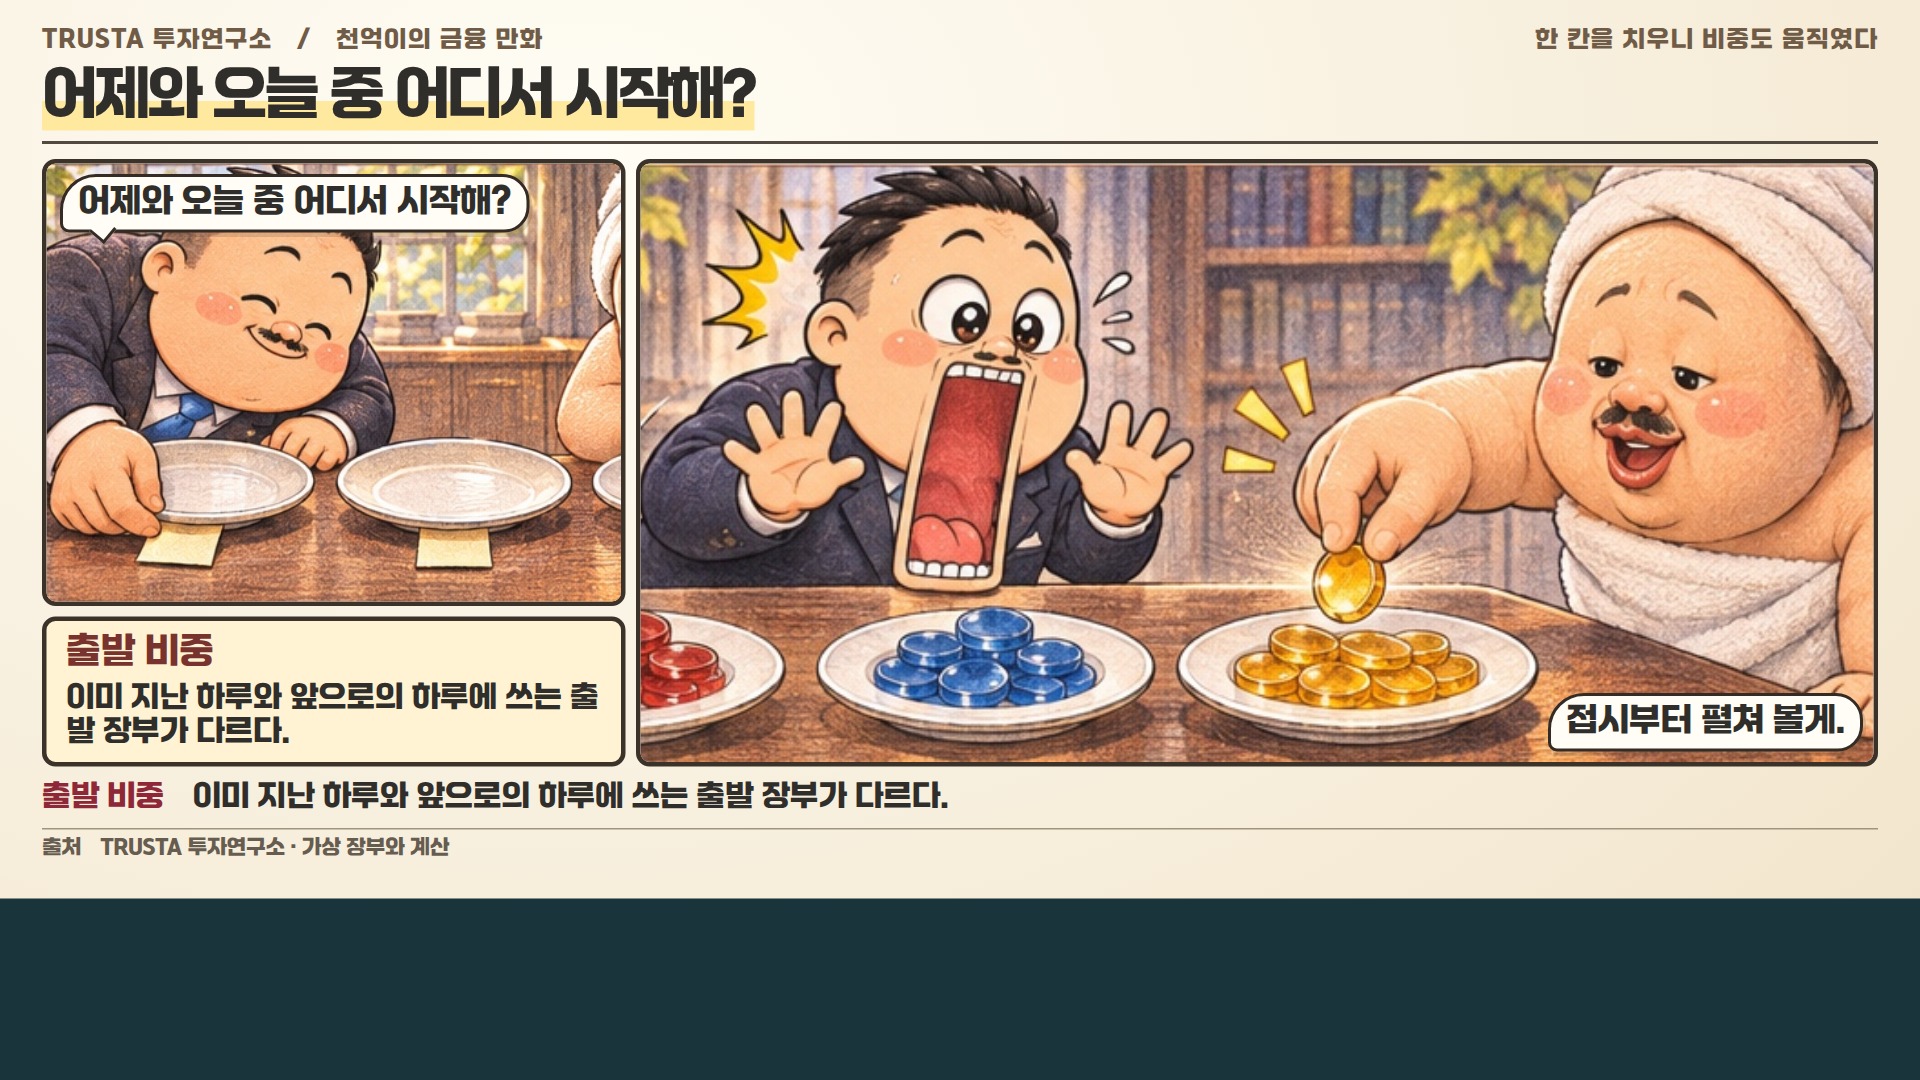 TRUSTA 투자연구소 / 천억이의 금융 만화
한 칸을 치우니 비중도 움직였다
어제와 오늘 중 어디서 시작해?
어제와 오늘 중 어디서 시작해?
출발 비중
이미 지난 하루와 앞으로의 하루에 쓰는 출
발 장부가 다르다.
접시부터 펼쳐 볼게.
출발 비중 이미 지난 하루와 앞으로의 하루에 쓰는 출발 장부가 다르다.
출처 TRUSTA 투자연구소 · 가상 장부와 계산